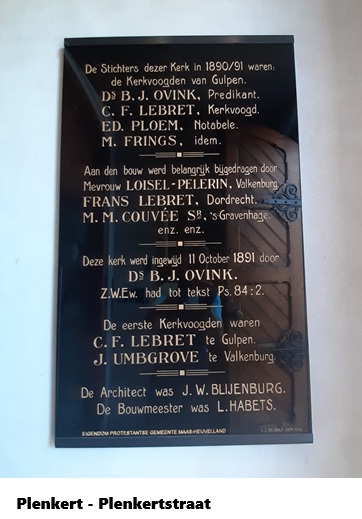 De Stichters dezer Kerk in 1890/91 waren:
de Kerkvoogden van Gulpen.
Ds B. J. OVINK, Predikant.
C. F. LEBRET, Kerkvoogd.
ED. PLOEM, Notabele.
M. FRINGS, idem.
Aan den bouw werd belangrijk bijgedragen door
Mevrouw LOISEL-PELERIN, Valkenburg.
FRANS LEBRET, Dordrecht.
M. M. COUVÉE SR, 's Gravenhage.
enz. enz.
Deze kerk werd ingewijd 11 October 1891 door
Ds B. J. OVINK.
Z.W.Ew. had tot tekst Ps. 84 : 2.
De eerste Kerkvoogden waren
C. F. LEBRET te Gulpen.
J. UMBGROVE te Valkenburg.
De Architect was J. W. BLIJENBURG.
De Bouwmeester was L. HABETS.
EIGENDOM PROTESTANTSE GEMEENTE MAAS-HEUVELLAND
Plenkert - Plenkertstraat